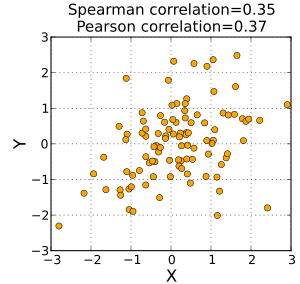 Spearman correlation=0.35
Pearson correlation=0.37
3
2
1
0
−1
−2
−3
Y
−3 −2 −1 0 1 2 3
X